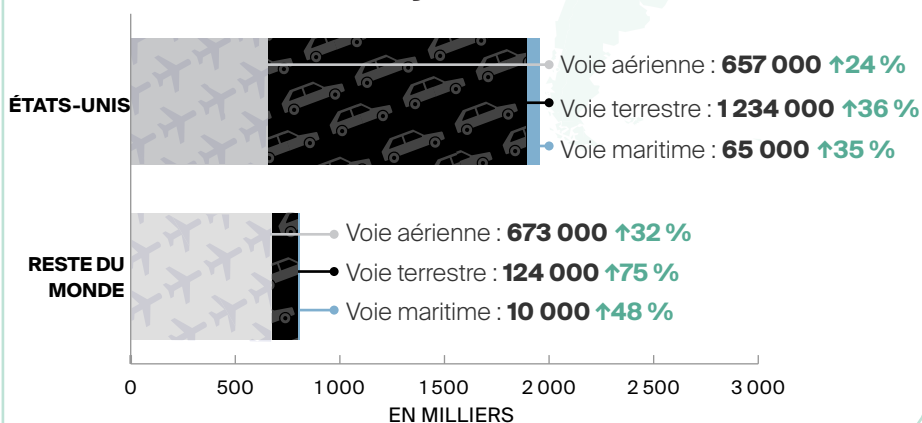 ÉTATS-UNIS
Voie aérienne : 657 000 ↑24 %
Voie terrestre : 1 234 000 ↑36 %
Voie maritime : 65 000 ↑35 %
RESTE DU
MONDE
Voie aérienne : 673 000 ↑32 %
Voie terrestre : 124 000 ↑75 %
Voie maritime : 10 000 ↑48 %
0 500 1 000 1 500 2 000 2 500 3 000
EN MILLIERS